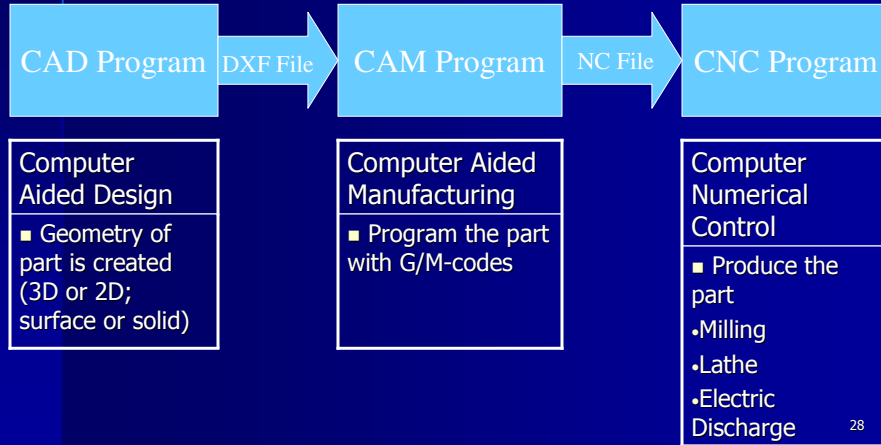 CAD Program
DXF File
CAM Program
NC File
CNC Program
Computer
Aided Design
■ Geometry of
part is created
(3D or 2D;
surface or solid)
Computer Aided
Manufacturing
■ Program the part
with G/M-codes
Computer
Numerical
Control
■ Produce the
part
•Milling
•Lathe
•Electric
Discharge
28